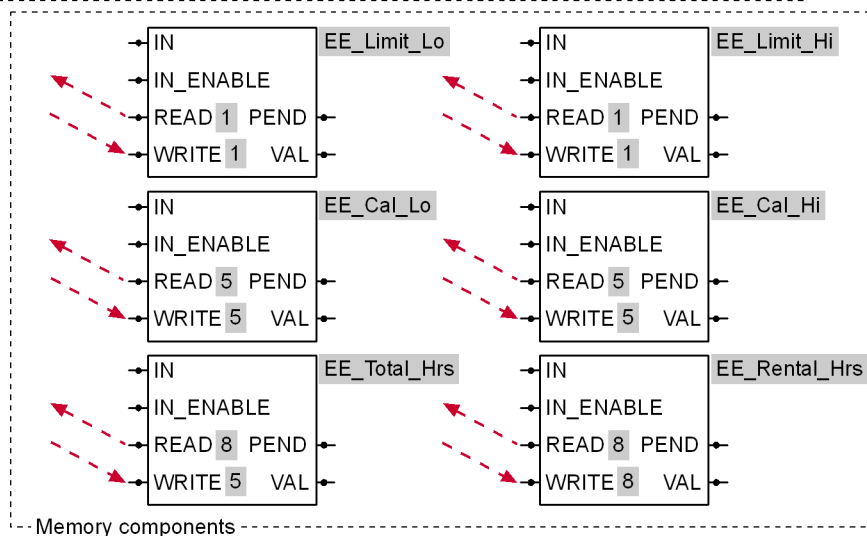 IN EE_Limit_Lo IN EE_Limit_Hi
IN_ENABLE IN_ENABLE
READ 1 PEND READ 1 PEND
WRITE 1 VAL WRITE 1 VAL
IN EE_Cal_Lo IN EE_Cal_Hi
IN_ENABLE IN_ENABLE
READ 5 PEND READ 5 PEND
WRITE 5 VAL WRITE 5 VAL
IN EE_Total_Hrs IN EE_Rental_Hrs
IN_ENABLE IN_ENABLE
READ 8 PEND READ 8 PEND
WRITE 5 VAL WRITE 8 VAL
Memory components